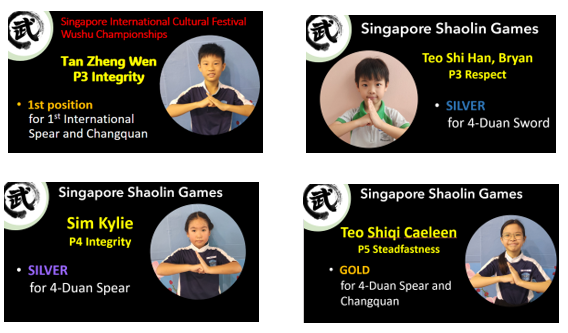 武
Singapore International Cultural Festival
Wushu Championships
Tan Zheng Wen
P3 Integrity
• 1st position
for 1st International
Spear and Changquan
武
Singapore Shaolin Games
Teo Shi Han, Bryan
P3 Respect
• SILVER
for 4-Duan Sword
武
Singapore Shaolin Games
Sim Kylie
P4 Integrity
• SILVER
for 4-Duan Spear
武
Singapore Shaolin Games
Teo Shiqi Caeleen
P5 Steadfastness
• GOLD
for 4-Duan Spear and
Changquan